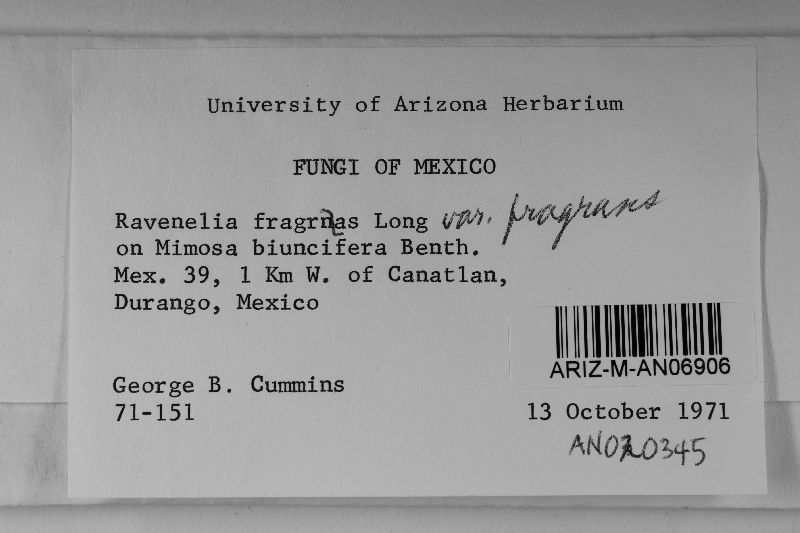 University of Arizona Herbarium
FUNGI OF MEXICO
Ravenelia fragrnas Long var. fragrans
on Mimosa biuncifera Benth.
Mex. 39, 1 Km W. of Canatlan,
Durango, Mexico
ARIZ-M-AN06906
George B. Cummins
71-151
13 October 1971
AN020345